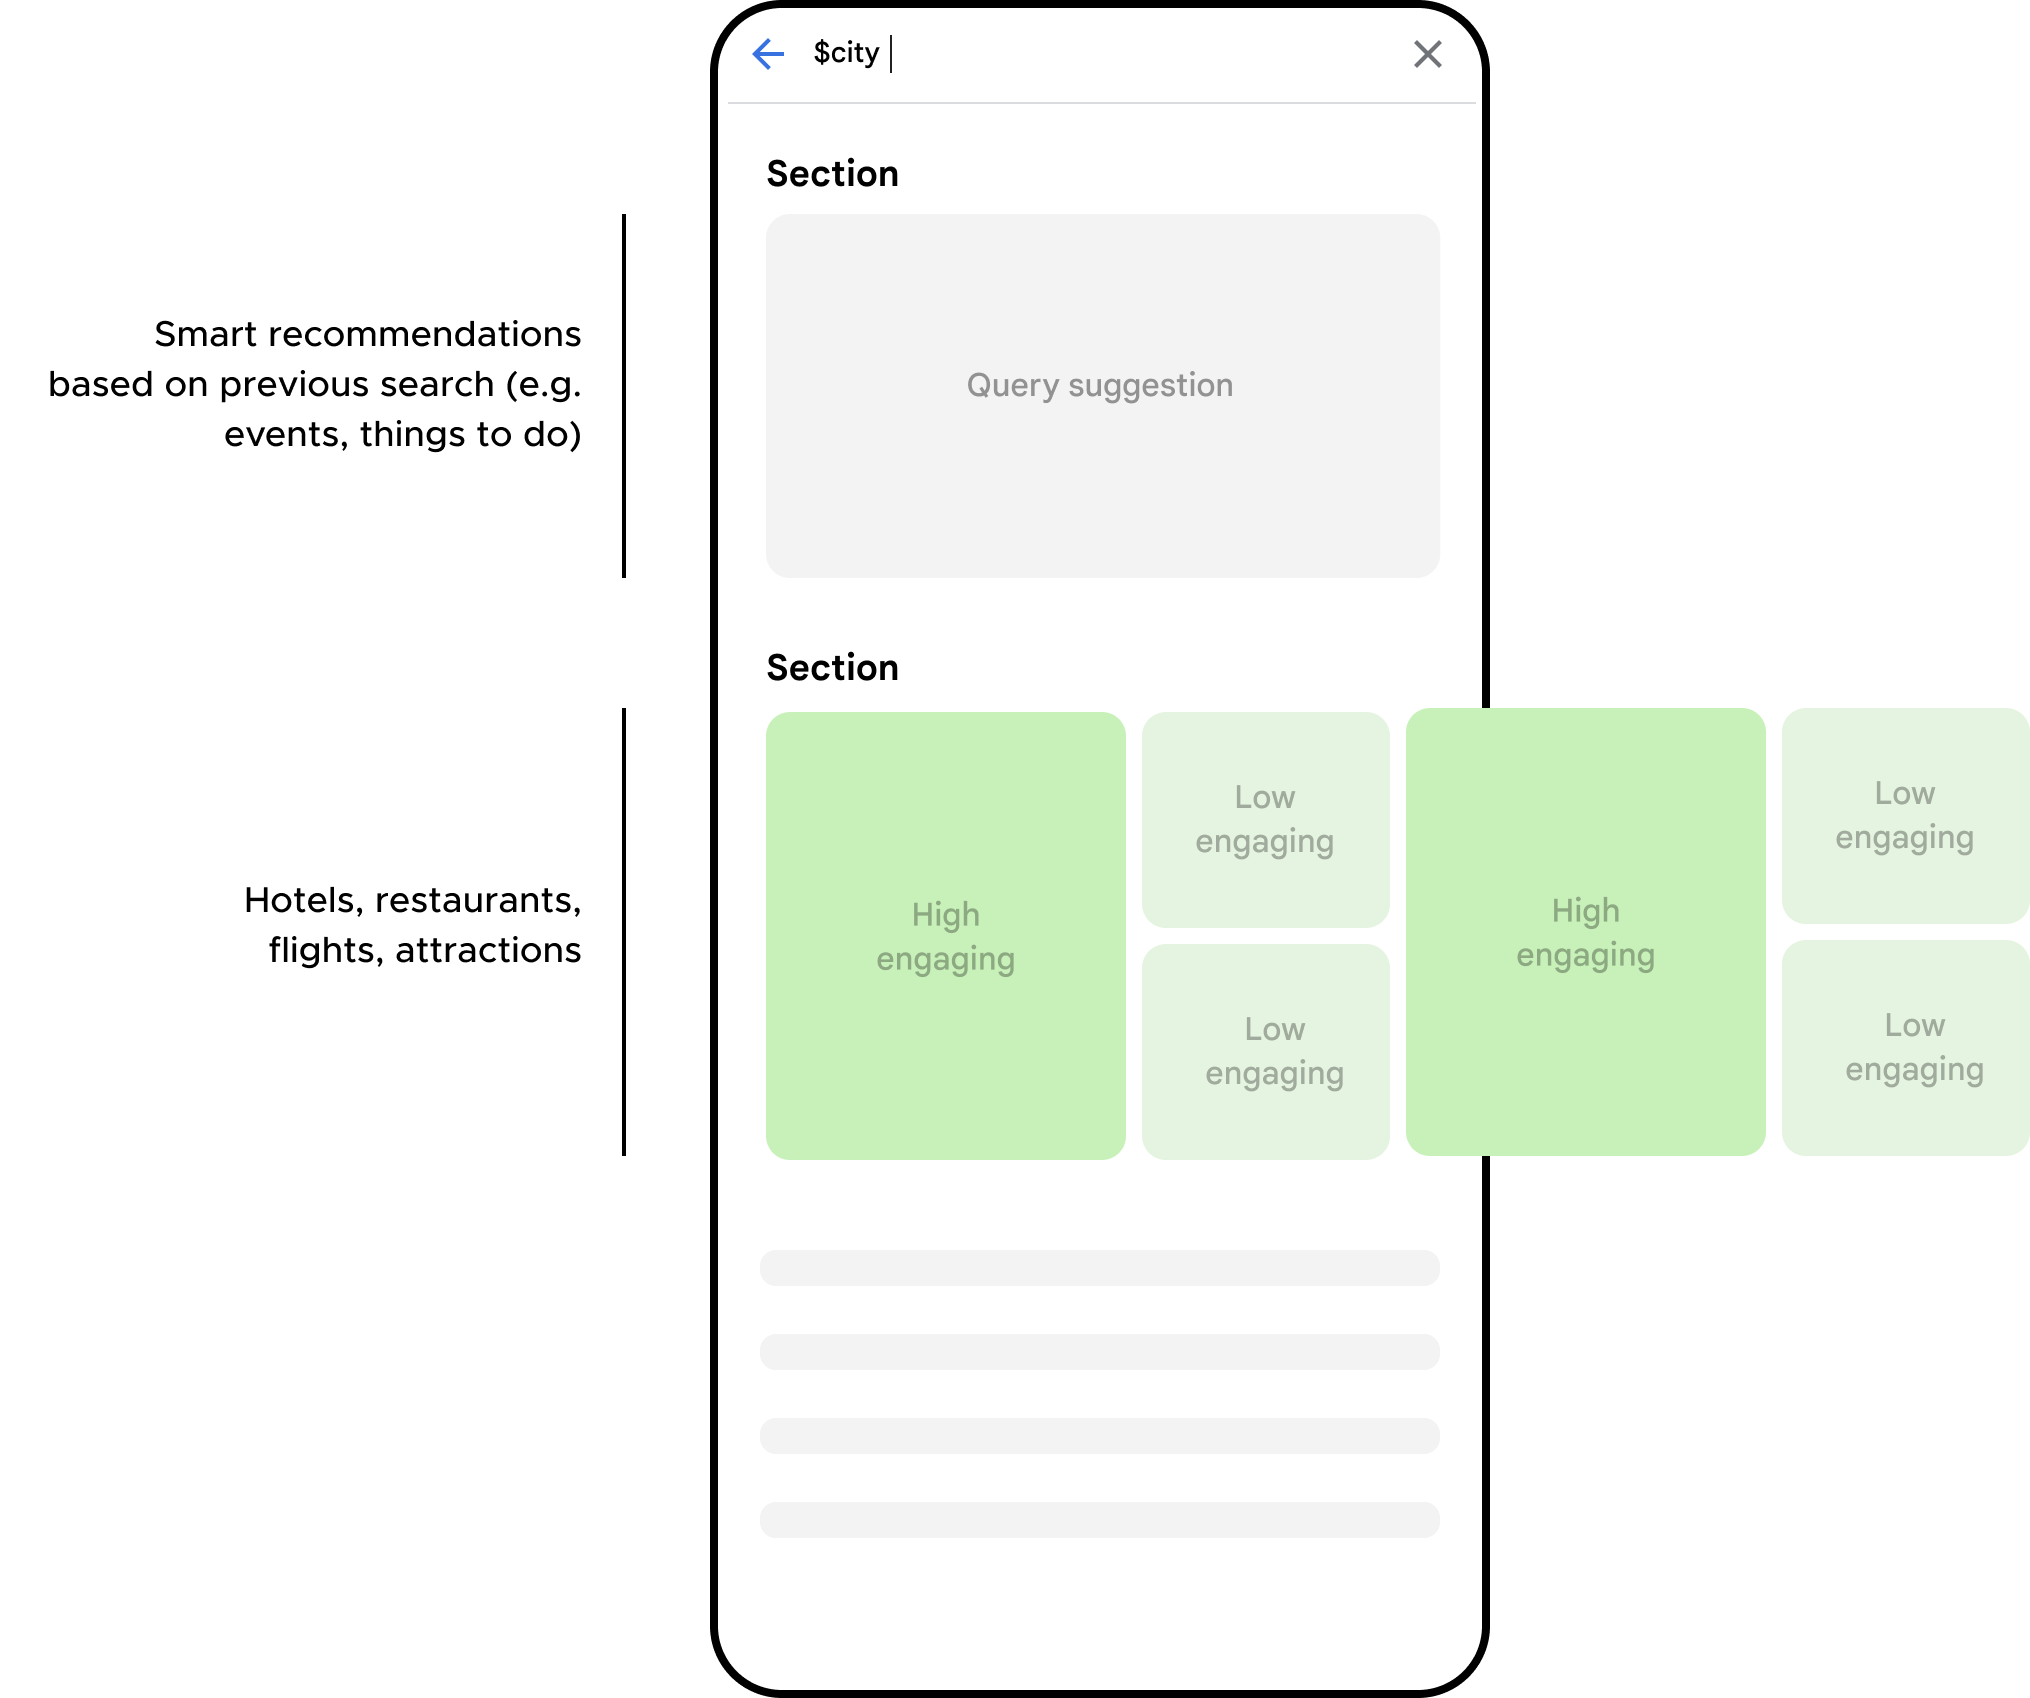 $city
Section
Smart recommendations
based on previous search (e.g.
events, things to do)
Query suggestion
Section
Hotels, restaurants,
flights, attractions
High
engaging
Low
engaging
Low
engaging
High
engaging
Low
engaging
Low
engaging